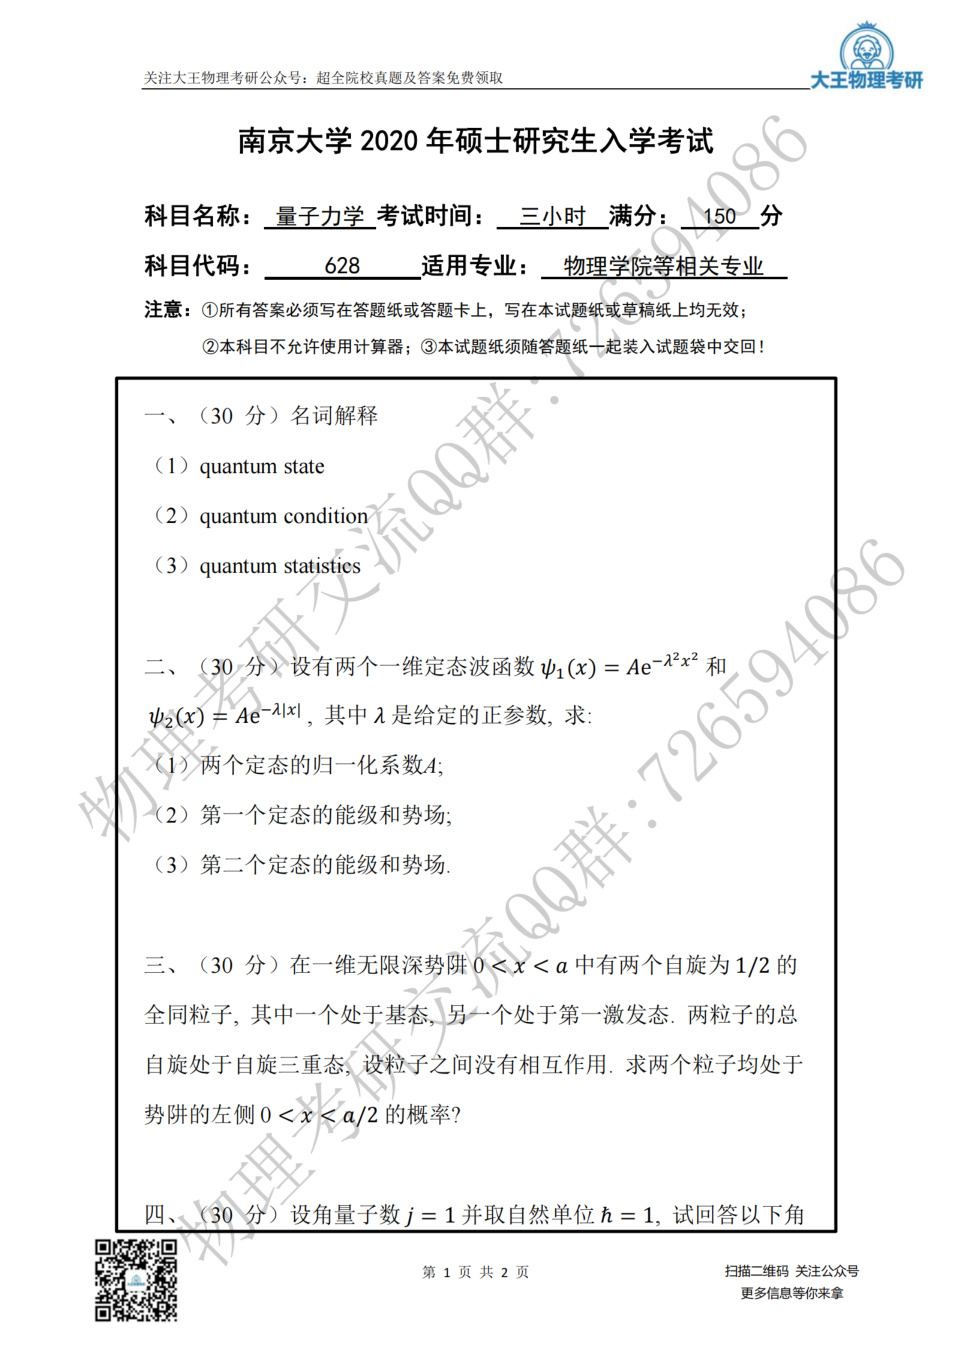 关注大王物理考研公众号：超全院校真题及答案免费领取
大王物理考研
南京大学 2020 年硕士研究生入学考试
科目名称： 量子力学 考试时间： 三小时 满分： 150 分
科目代码： 628 适用专业： 物理学院等相关专业
注意：①所有答案必须写在答题纸或答题卡上，写在本试题纸或草稿纸上均无效；
②本科目不允许使用计算器；③本试题纸须随答题纸一起装入试题袋中交回！
一、（30 分）名词解释
（1）quantum state
（2）quantum condition
（3）quantum statistics
二、（30 分）设有两个一维定态波函数 ψ₁(x) = Ae^{−λ²x²} 和
ψ₂(x) = Ae^{−λ|x|}，其中 λ 是给定的正参数, 求:
（1）两个定态的归一化系数A;
（2）第一个定态的能级和势场;
（3）第二个定态的能级和势场.
三、（30 分）在一维无限深势阱 0 < x < a 中有两个自旋为 1/2 的
全同粒子, 其中一个处于基态, 另一个处于第一激发态. 两粒子的总
自旋处于自旋三重态, 设粒子之间没有相互作用. 求两个粒子均处于
势阱的左侧 0 < x < a/2 的概率?
四、（30 分）设角量子数 j = 1 并取自然单位 ħ = 1, 试回答以下角
物理考研交流QQ群：726594086
物理考研交流QQ群：726594086
大王物理考研
第 1 页 共 2 页
扫描二维码 关注公众号
更多信息等你来拿